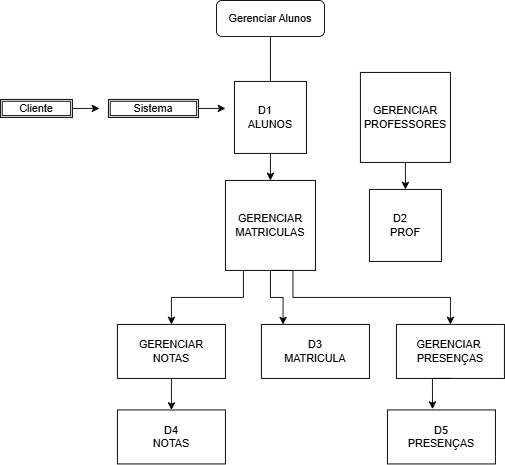 Gerenciar Alunos
Cliente
Sistema
D1
ALUNOS
GERENCIAR
PROFESSORES
GERENCIAR
MATRICULAS
D2
PROF
GERENCIAR
NOTAS
D3
MATRICULA
GERENCIAR
PRESENÇAS
D4
NOTAS
D5
PRESENÇAS